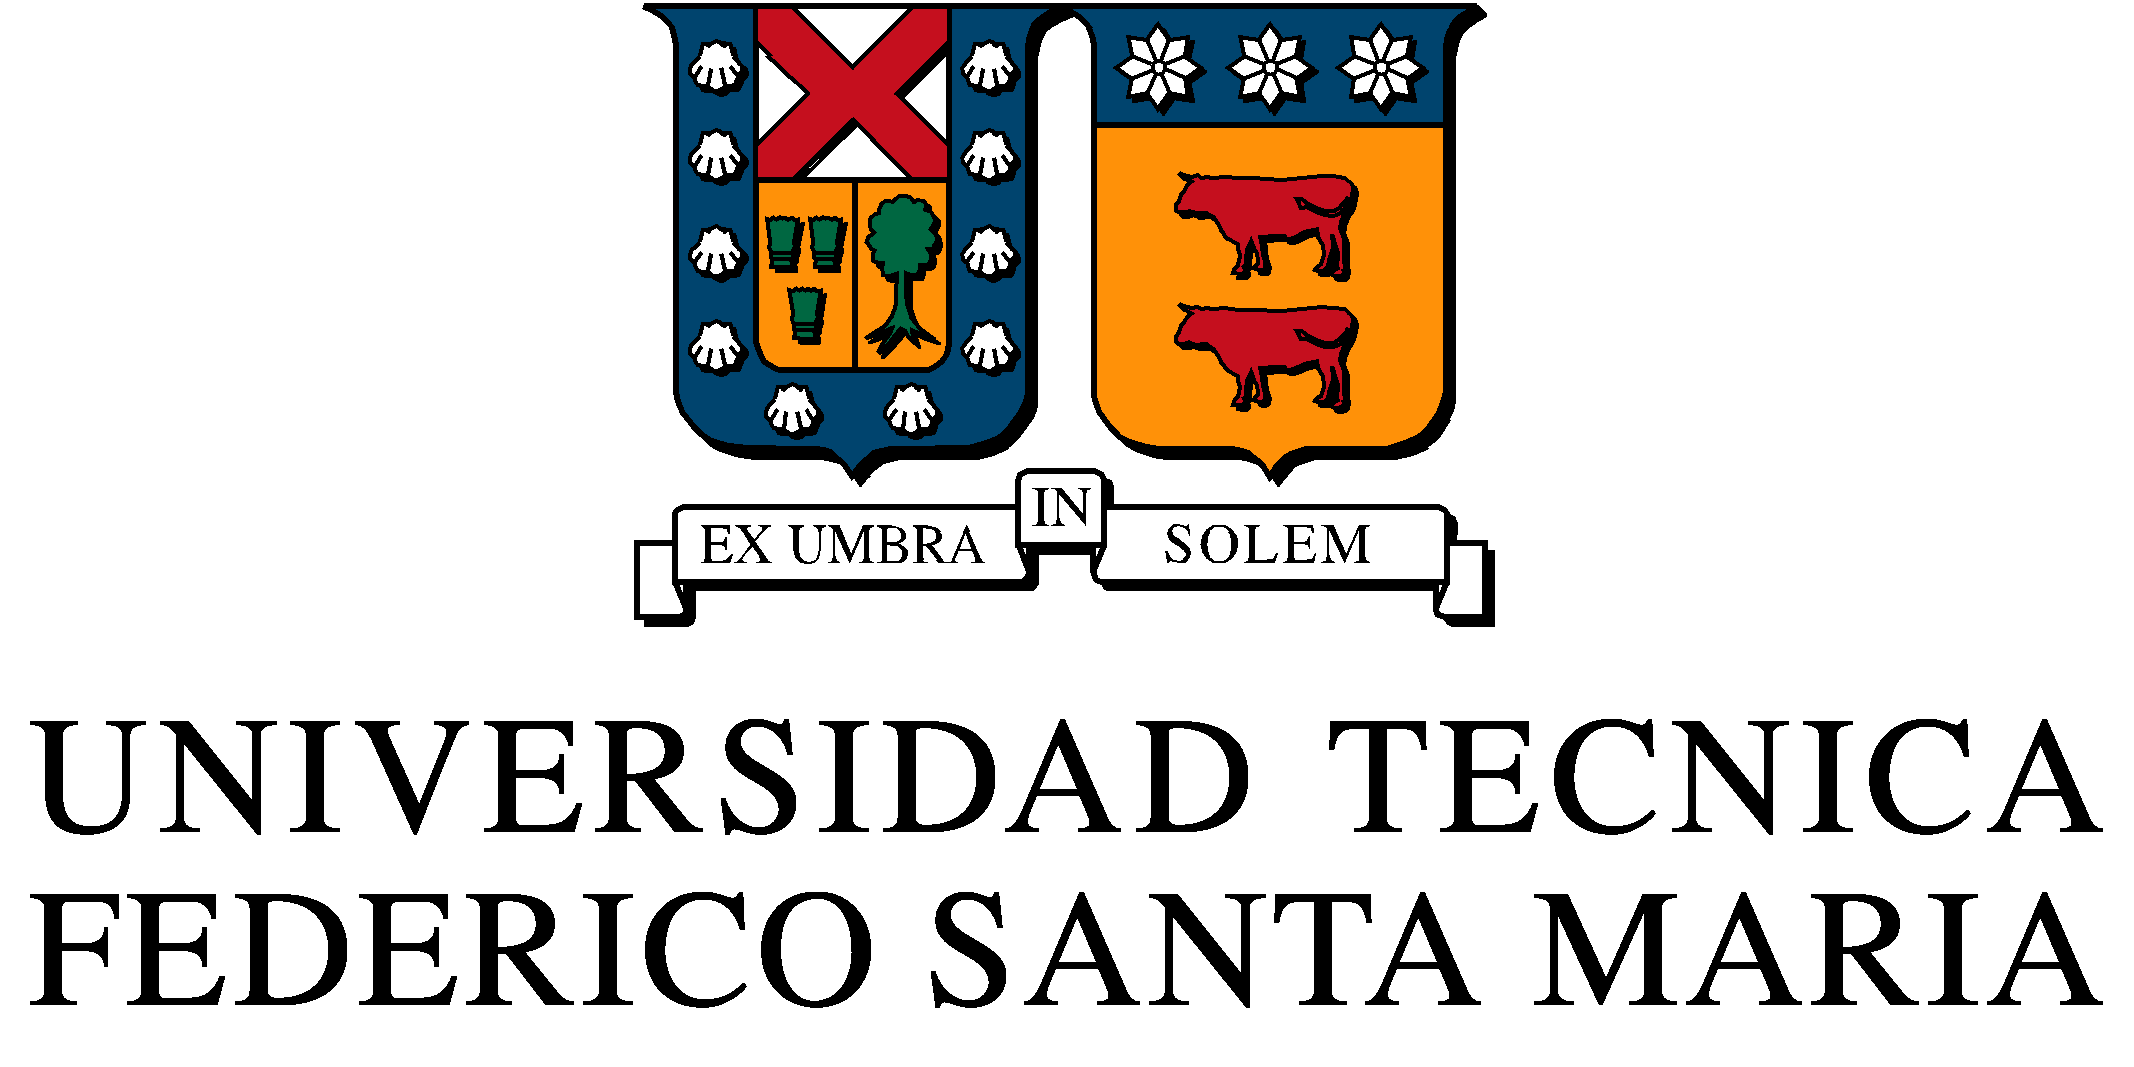 EX UMBRA IN SOLEM
UNIVERSIDAD TECNICA
FEDERICO SANTA MARIA